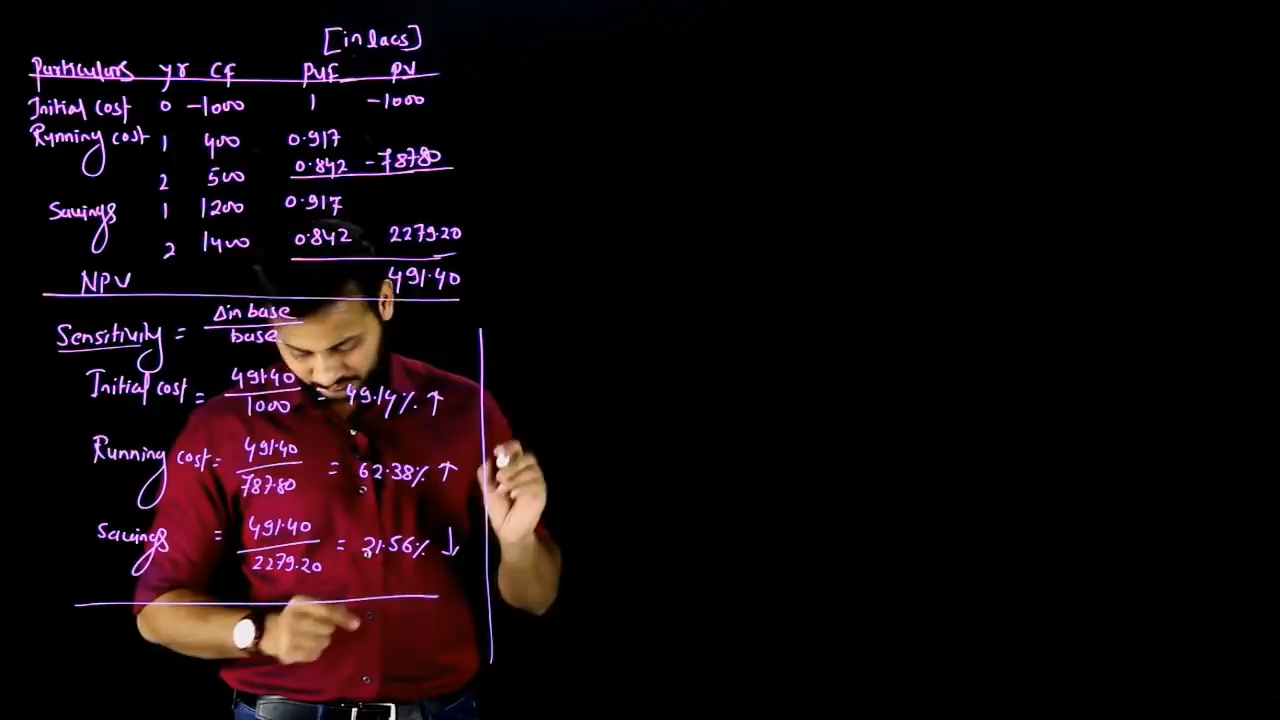 [in lacs]
Particulars yr Cf PVf PV
Initial cost 0 -1000 1 -1000
Running cost 1 400 0.917
2 500 0.842 -787.80
Savings 1 1200 0.917
2 1400 0.842 2279.20
NPV 491.40
Sensitivity = Δ in base / base
Initial cost = 491.40 / 1000 = 49.14% ↑
Running cost = 491.40 / 787.80 = 62.38% ↑
Savings = 491.40 / 2279.20 = 21.56% ↓